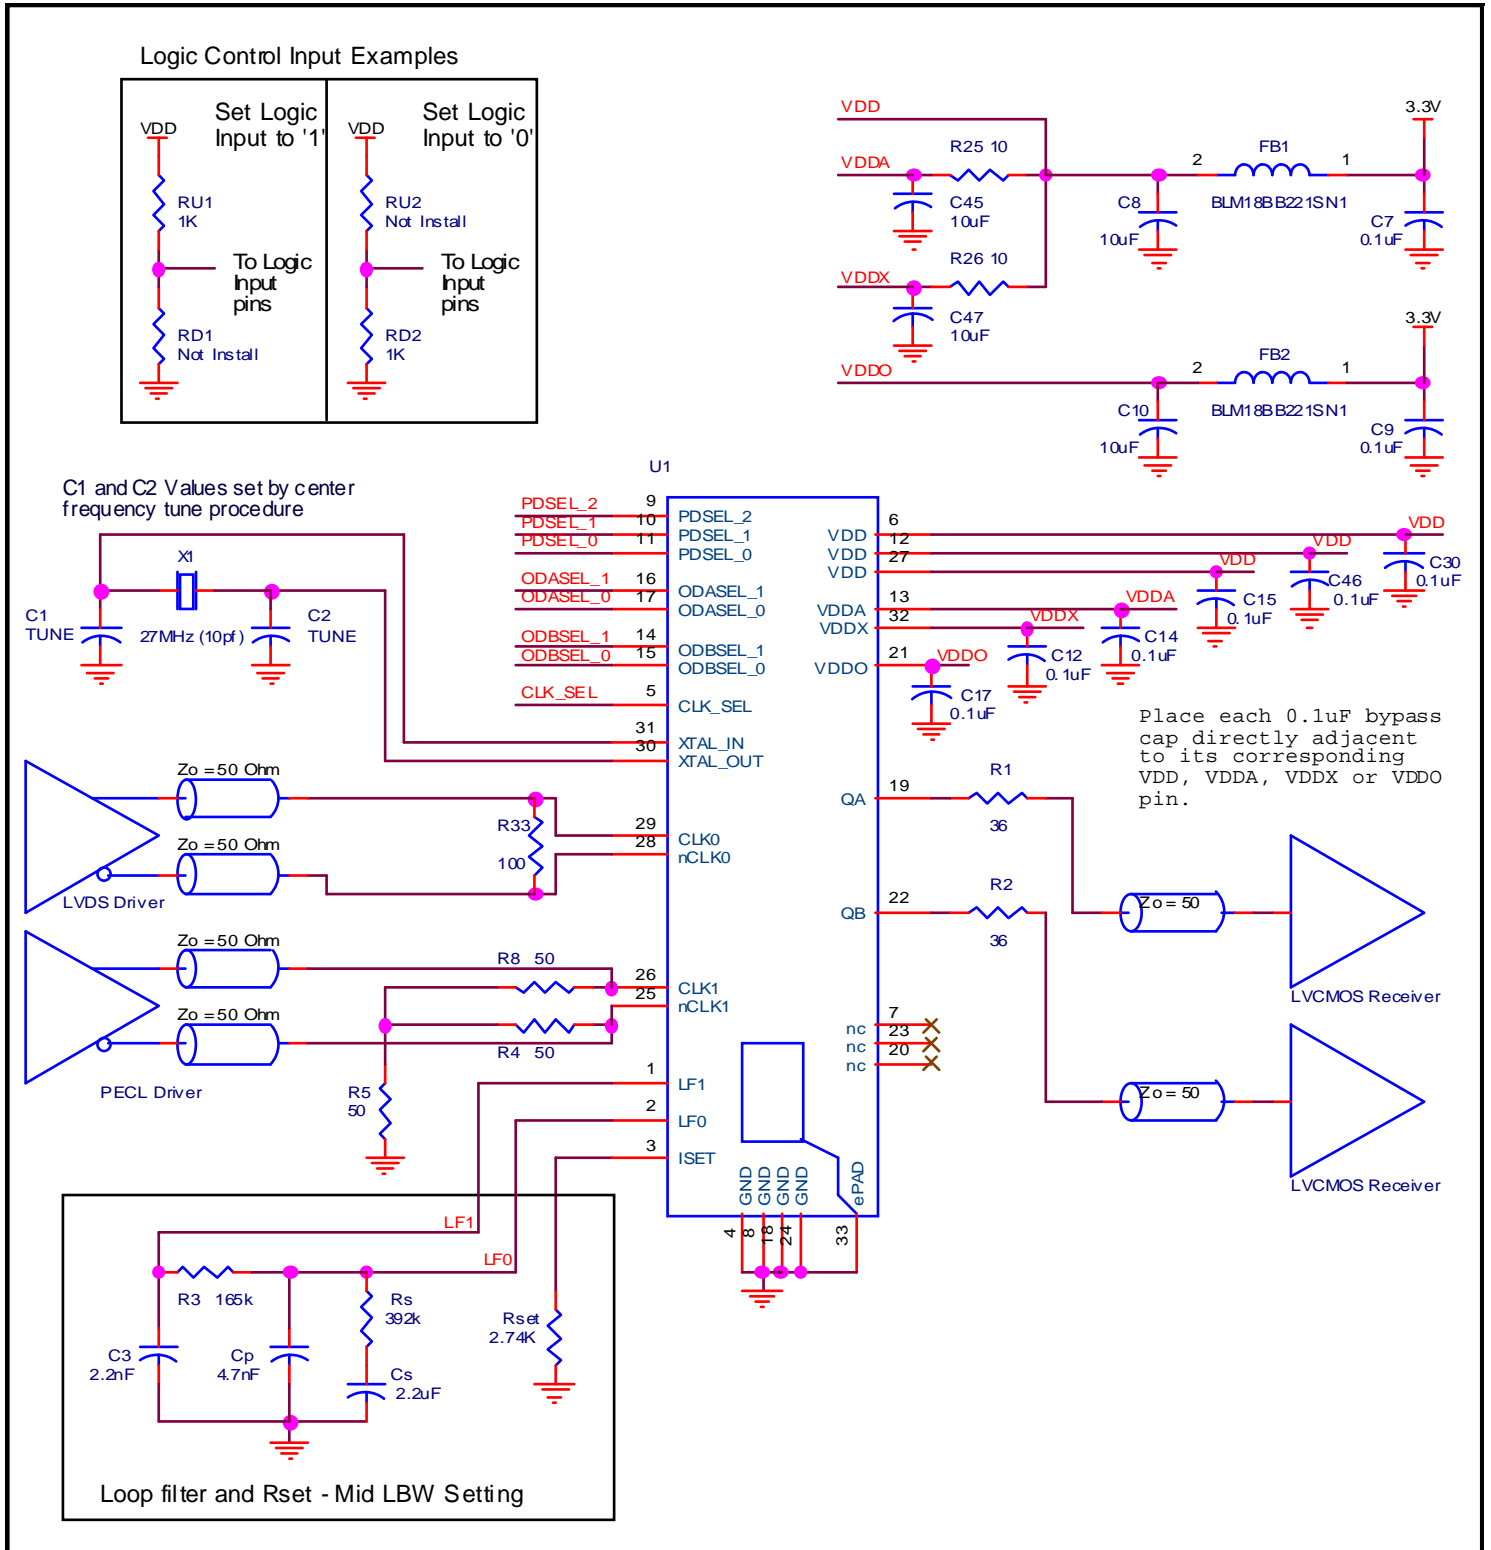 Logic Control Input Examples
Set Logic
Input to '1'
VDD
RU1
1K
To Logic
Input
pins
RD1
Not Install
Set Logic
Input to '0'
VDD
RU2
Not Install
To Logic
Input
pins
RD2
1K
VDD
VDDA
R25 10
C45
10uF
R26 10
VDDX
C47
10uF
C8
10uF
2
FB1
1
BLM18BB221SN1
3.3V
C7
0.1uF
VDDO
C10
10uF
2
FB2
1
BLM18BB221SN1
3.3V
C9
0.1uF
C1 and C2 Values set by center
frequency tune procedure
X1
C1
TUNE
27MHz (10pf)
C2
TUNE
U1
PDSEL_2
9
PDSEL_2
PDSEL_1
10
PDSEL_1
PDSEL_0
11
PDSEL_0
ODASEL_1
16
ODASEL_1
ODASEL_0
17
ODASEL_0
ODBSEL_1
14
ODBSEL_1
ODBSEL_0
15
ODBSEL_0
CLK_SEL
5
CLK_SEL
31
XTAL_IN
30
XTAL_OUT
29
CLK0
28
nCLK0
26
CLK1
25
nCLK1
1
LF1
2
LF0
3
ISET
VDD
6
VDD
12
VDD
27
VDDA
13
VDDX
32
VDDO
21
QA
19
QB
22
nc
7
nc
23
nc
20
GND
GND
GND
GND
ePAD
4
8
18
24
33
VDD
C30
0.1uF
VDD
C46
0.1uF
VDD
C15
0.1uF
VDDA
C14
0.1uF
VDDX
C12
0.1uF
VDDO
C17
0.1uF
Place each 0.1uF bypass
cap directly adjacent
to its corresponding
VDD, VDDA, VDDX or VDDO
pin.
R1
36
R2
36
Zo = 50
LVCMOS Receiver
Zo = 50
LVCMOS Receiver
Zo = 50 Ohm
Zo = 50 Ohm
LVDS Driver
R33
100
Zo = 50 Ohm
Zo = 50 Ohm
PECL Driver
R8 50
R4 50
R5
50
LF1
LF0
R3 165k
Rs
392k
C3
2.2nF
Cp
4.7nF
Cs
2.2uF
Rset
2.74K
Loop filter and Rset - Mid LBW Setting